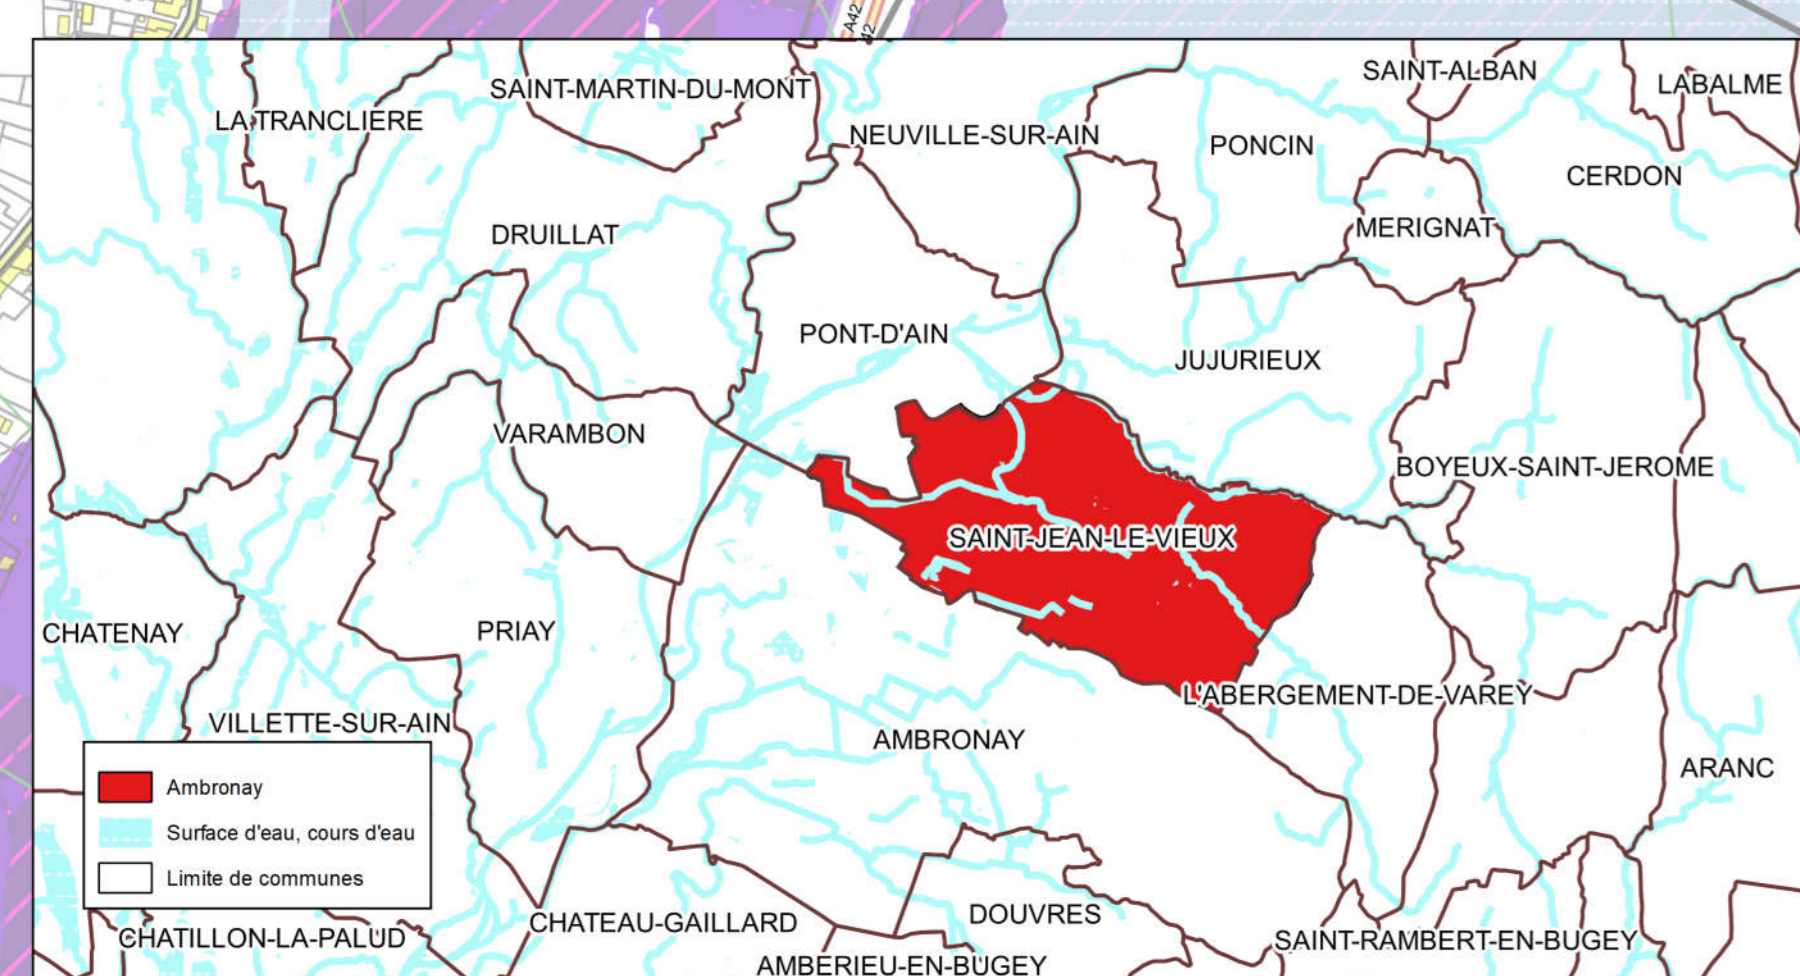 A42
42
SAINT-MARTIN-DU-MONT
SAINT-ALBAN
LABALME
LA TRANCLIERE
NEUVILLE-SUR-AIN
PONCIN
CERDON
DRUILLAT
MERIGNAT
PONT-D'AIN
JUJURIEUX
VARAMBON
BOYEUX-SAINT-JEROME
SAINT-JEAN-LE-VIEUX
CHATENAY
PRIAY
L'ABERGEMENT-DE-VAREY
VILLETTE-SUR-AIN
AMBRONAY
ARANC
Ambronay
Surface d'eau, cours d'eau
Limite de communes
CHATEAU-GAILLARD
DOUVRES
CHATILLON-LA-PALUD
SAINT-RAMBERT-EN-BUGEY
AMBERIEU-EN-BUGEY